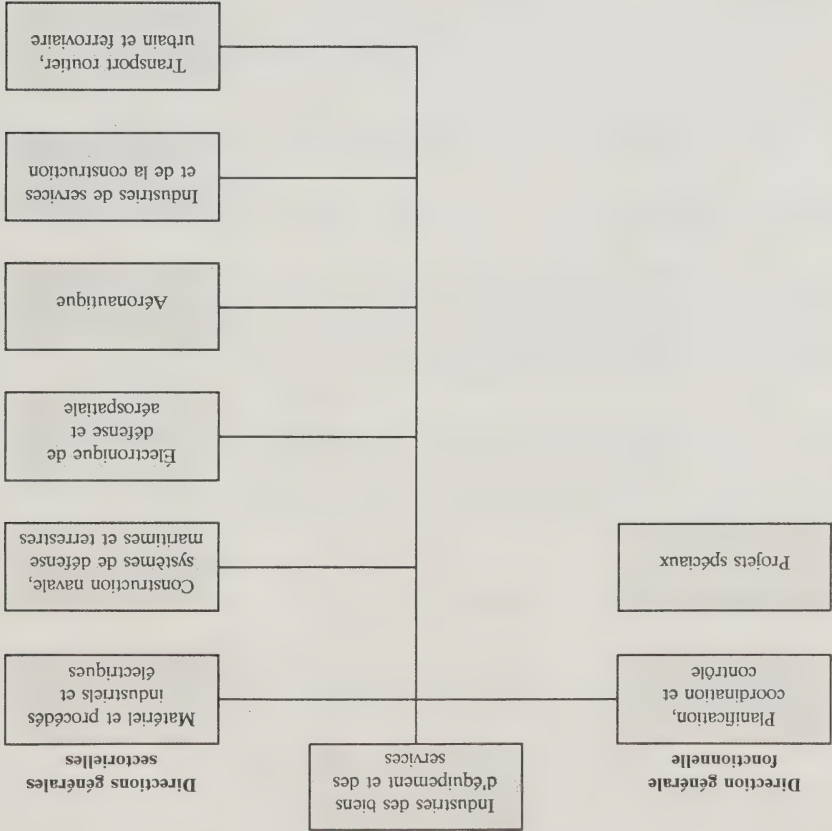 Industries des biens
d'équipement et des
services
Direction générale
fonctionnelle
Planification,
coordination et
contrôle
Projets spéciaux
Directions générales
sectorielles
Matériel et procédés
industriels et
électriques
Construction navale,
systèmes de défense
maritimes et terrestres
Électronique de
défense et
aérospatiale
Aéronautique
Industries de services
et de la construction
Transport routier,
urbain et ferroviaire